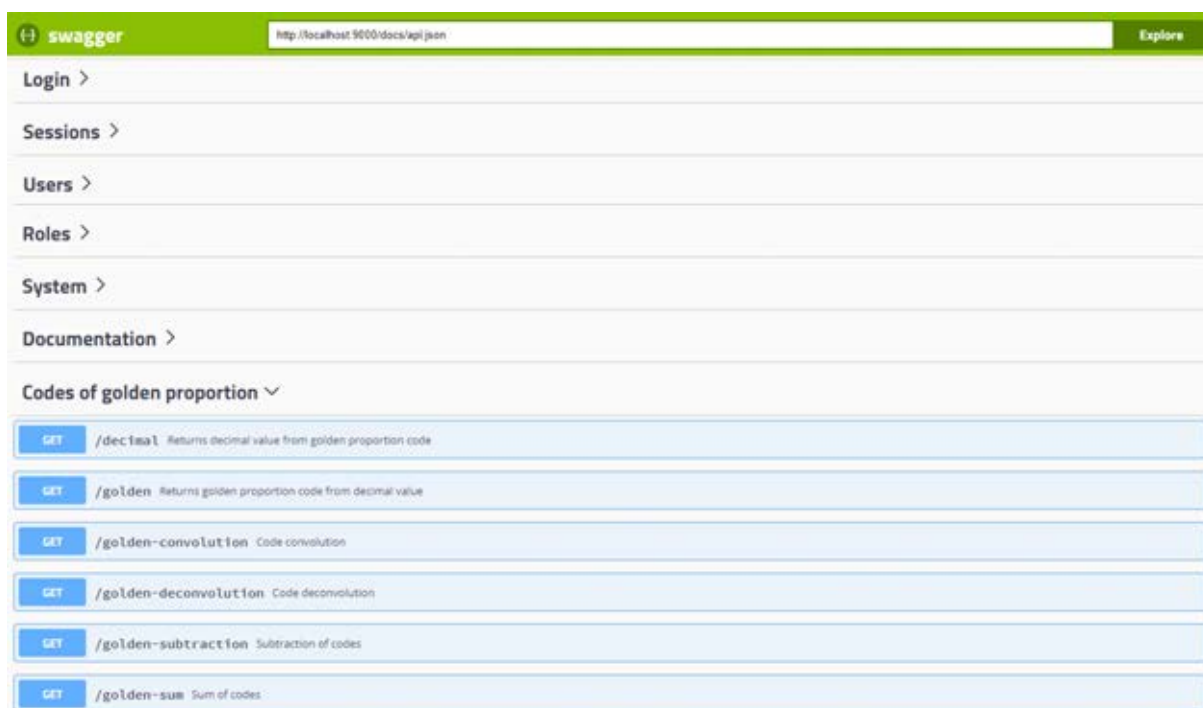 {-} swagger http://localhost:9000/docs/api.json Explore
Login >
Sessions >
Users >
Roles >
System >
Documentation >
Codes of golden proportion
GET /decimal Returns decimal value from golden proportion code
GET /golden Returns golden proportion code from decimal value
GET /golden-convolution Code convolution
GET /golden-deconvolution Code deconvolution
GET /golden-subtraction Subtraction of codes
GET /golden-sum Sum of codes